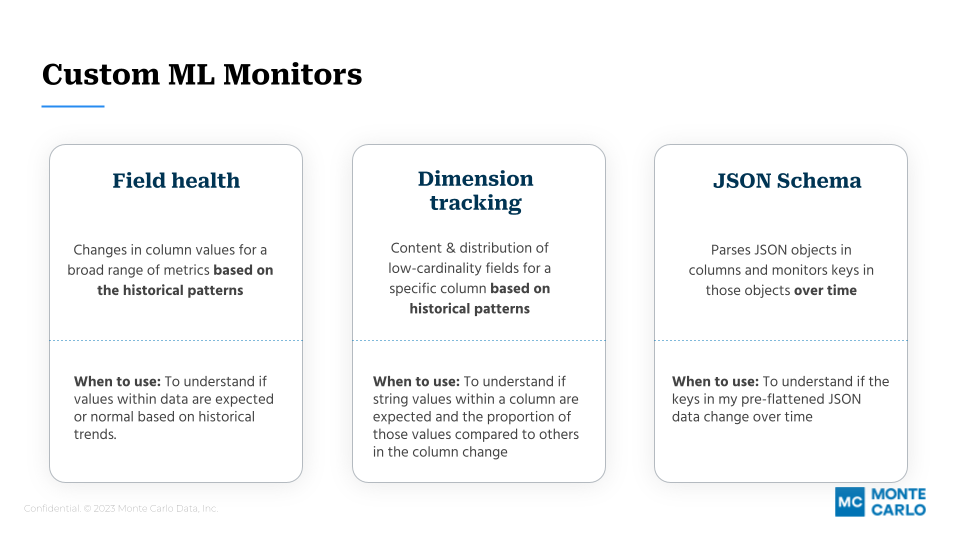 Custom ML Monitors
Field health
Changes in column values for a
broad range of metrics based on
the historical patterns
When to use: To understand if
values within data are expected
or normal based on historical
trends.
Dimension
tracking
Content & distribution of
low-cardinality fields for a
specific column based on
historical patterns
When to use: To understand if
string values within a column are
expected and the proportion of
those values compared to others
in the column change
JSON Schema
Parses JSON objects in
columns and monitors keys in
those objects over time
When to use: To understand if the
keys in my pre-flattened JSON
data change over time
Confidential. © 2023 Monte Carlo Data, Inc.
MC MONTE
CARLO